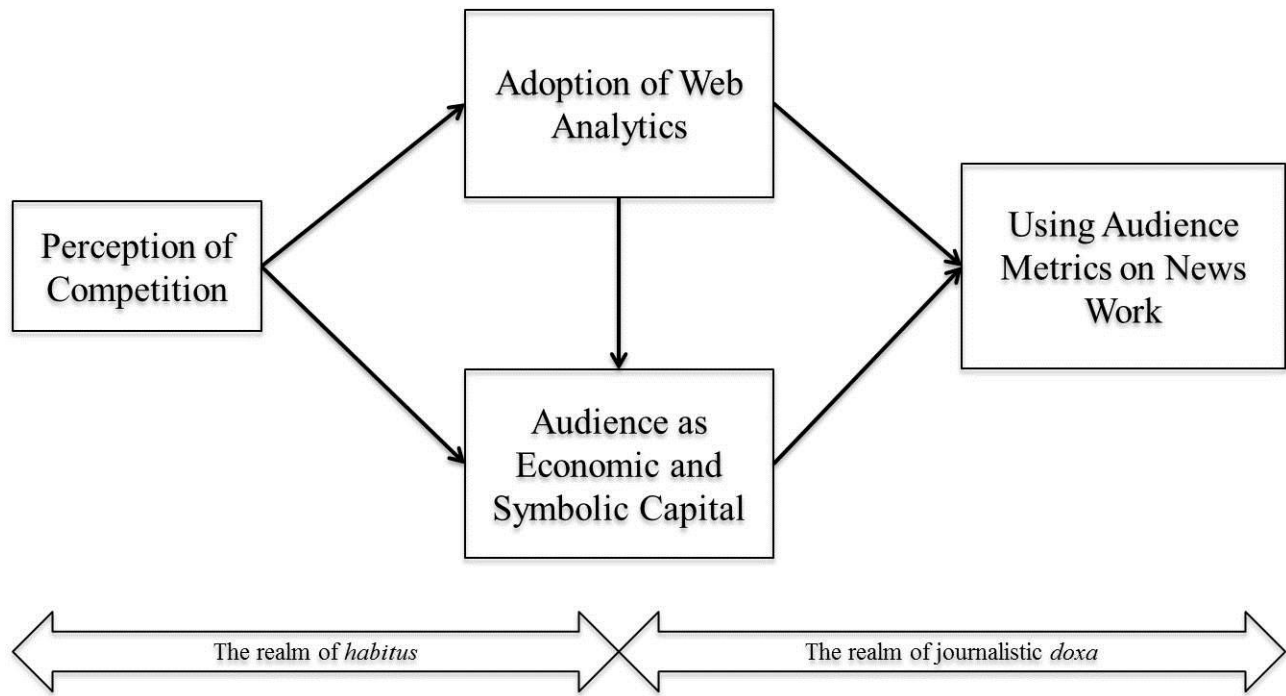 Adoption of Web
Analytics
Perception of
Competition
Using Audience
Metrics on News
Work
Audience as
Economic and
Symbolic Capital
The realm of habitus
The realm of journalistic doxa